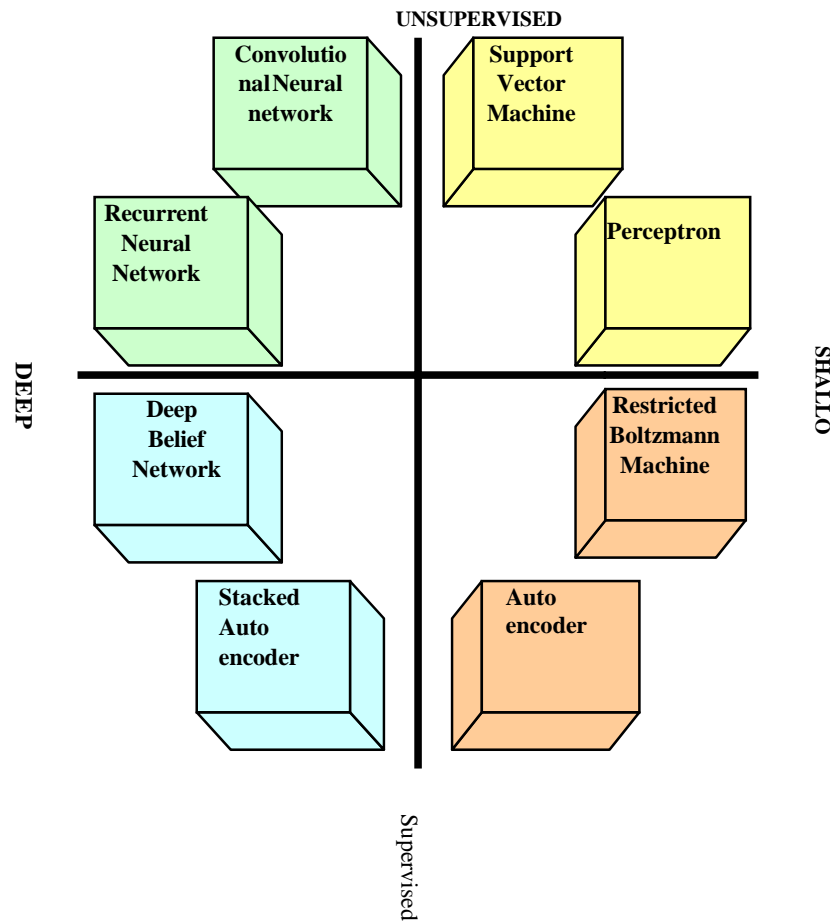 UNSUPERVISED
Convolutio
nalNeural
network
Support
Vector
Machine
Recurrent
Neural
Network
Perceptron
DEEP
SHALLO
Deep
Belief
Network
Restricted
Boltzmann
Machine
Stacked
Auto
encoder
Auto
encoder
Supervised